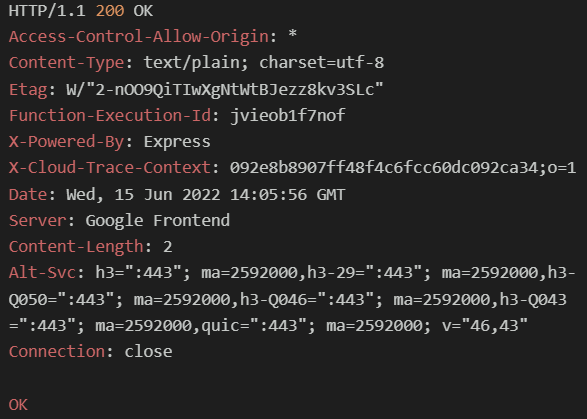 HTTP/1.1 200 OK
Access-Control-Allow-Origin: *
Content-Type: text/plain; charset=utf-8
Etag: W/"2-nOO9QiTIwXgNtWtBJezz8kv3SLc"
Function-Execution-Id: jvieob1f7nof
X-Powered-By: Express
X-Cloud-Trace-Context: 092e8b8907ff48f4c6fcc60dc092ca34;o=1
Date: Wed, 15 Jun 2022 14:05:56 GMT
Server: Google Frontend
Content-Length: 2
Alt-Svc: h3=":443"; ma=2592000,h3-29=":443"; ma=2592000,h3-
Q050=":443"; ma=2592000,h3-Q046=":443"; ma=2592000,h3-Q043
=":443"; ma=2592000,quic=":443"; ma=2592000; v="46,43"
Connection: close
OK